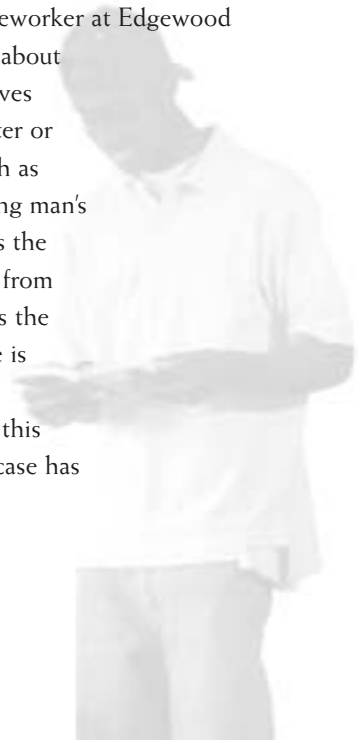 eworker at Edgewood
about
ves
ter or
h as
ng man's
s the
from
s the
e is
this
case has